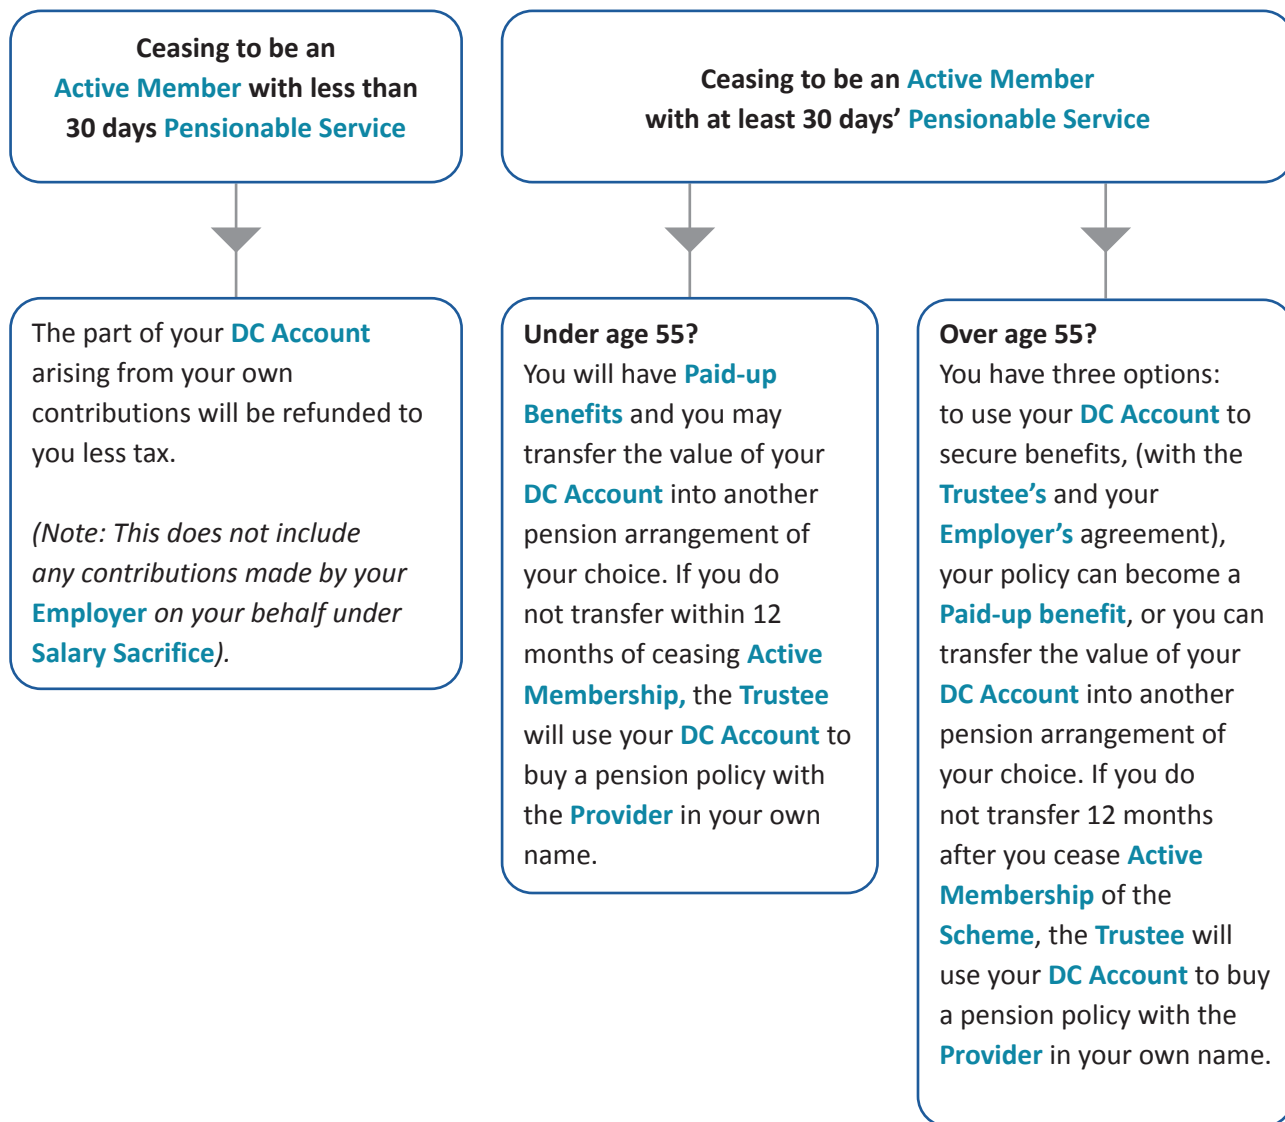 Ceasing to be an
Active Member with less than
30 days Pensionable Service
Ceasing to be an Active Member
with at least 30 days’ Pensionable Service
The part of your DC Account
arising from your own
contributions will be refunded to
you less tax.
(Note: This does not include
any contributions made by your
Employer on your behalf under
Salary Sacrifice).
Under age 55?
You will have Paid-up
Benefits and you may
transfer the value of your
DC Account into another
pension arrangement of
your choice. If you do
not transfer within 12
months of ceasing Active
Membership, the Trustee
will use your DC Account to
buy a pension policy with
the Provider in your own
name.
Over age 55?
You have three options:
to use your DC Account to
secure benefits, (with the
Trustee’s and your
Employer’s agreement),
your policy can become a
Paid-up benefit, or you can
transfer the value of your
DC Account into another
pension arrangement of
your choice. If you do
not transfer 12 months
after you cease Active
Membership of the
Scheme, the Trustee will
use your DC Account to buy
a pension policy with the
Provider in your own name.